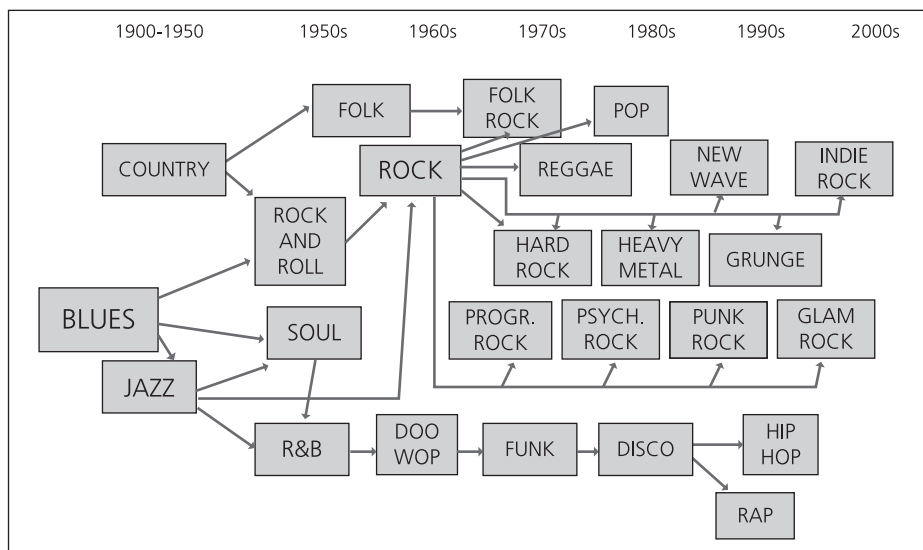 1900-1950 1950s 1960s 1970s 1980s 1990s 2000s
FOLK
FOLK
ROCK
POP
COUNTRY
ROCK
REGGAE
NEW
WAVE
INDIE
ROCK
ROCK
AND
ROLL
HARD
ROCK
HEAVY
METAL
GRUNGE
BLUES
SOUL
PROGR.
ROCK
PSYCH.
ROCK
PUNK
ROCK
GLAM
ROCK
JAZZ
R&B
DOO
WOP
FUNK
DISCO
HIP
HOP
RAP